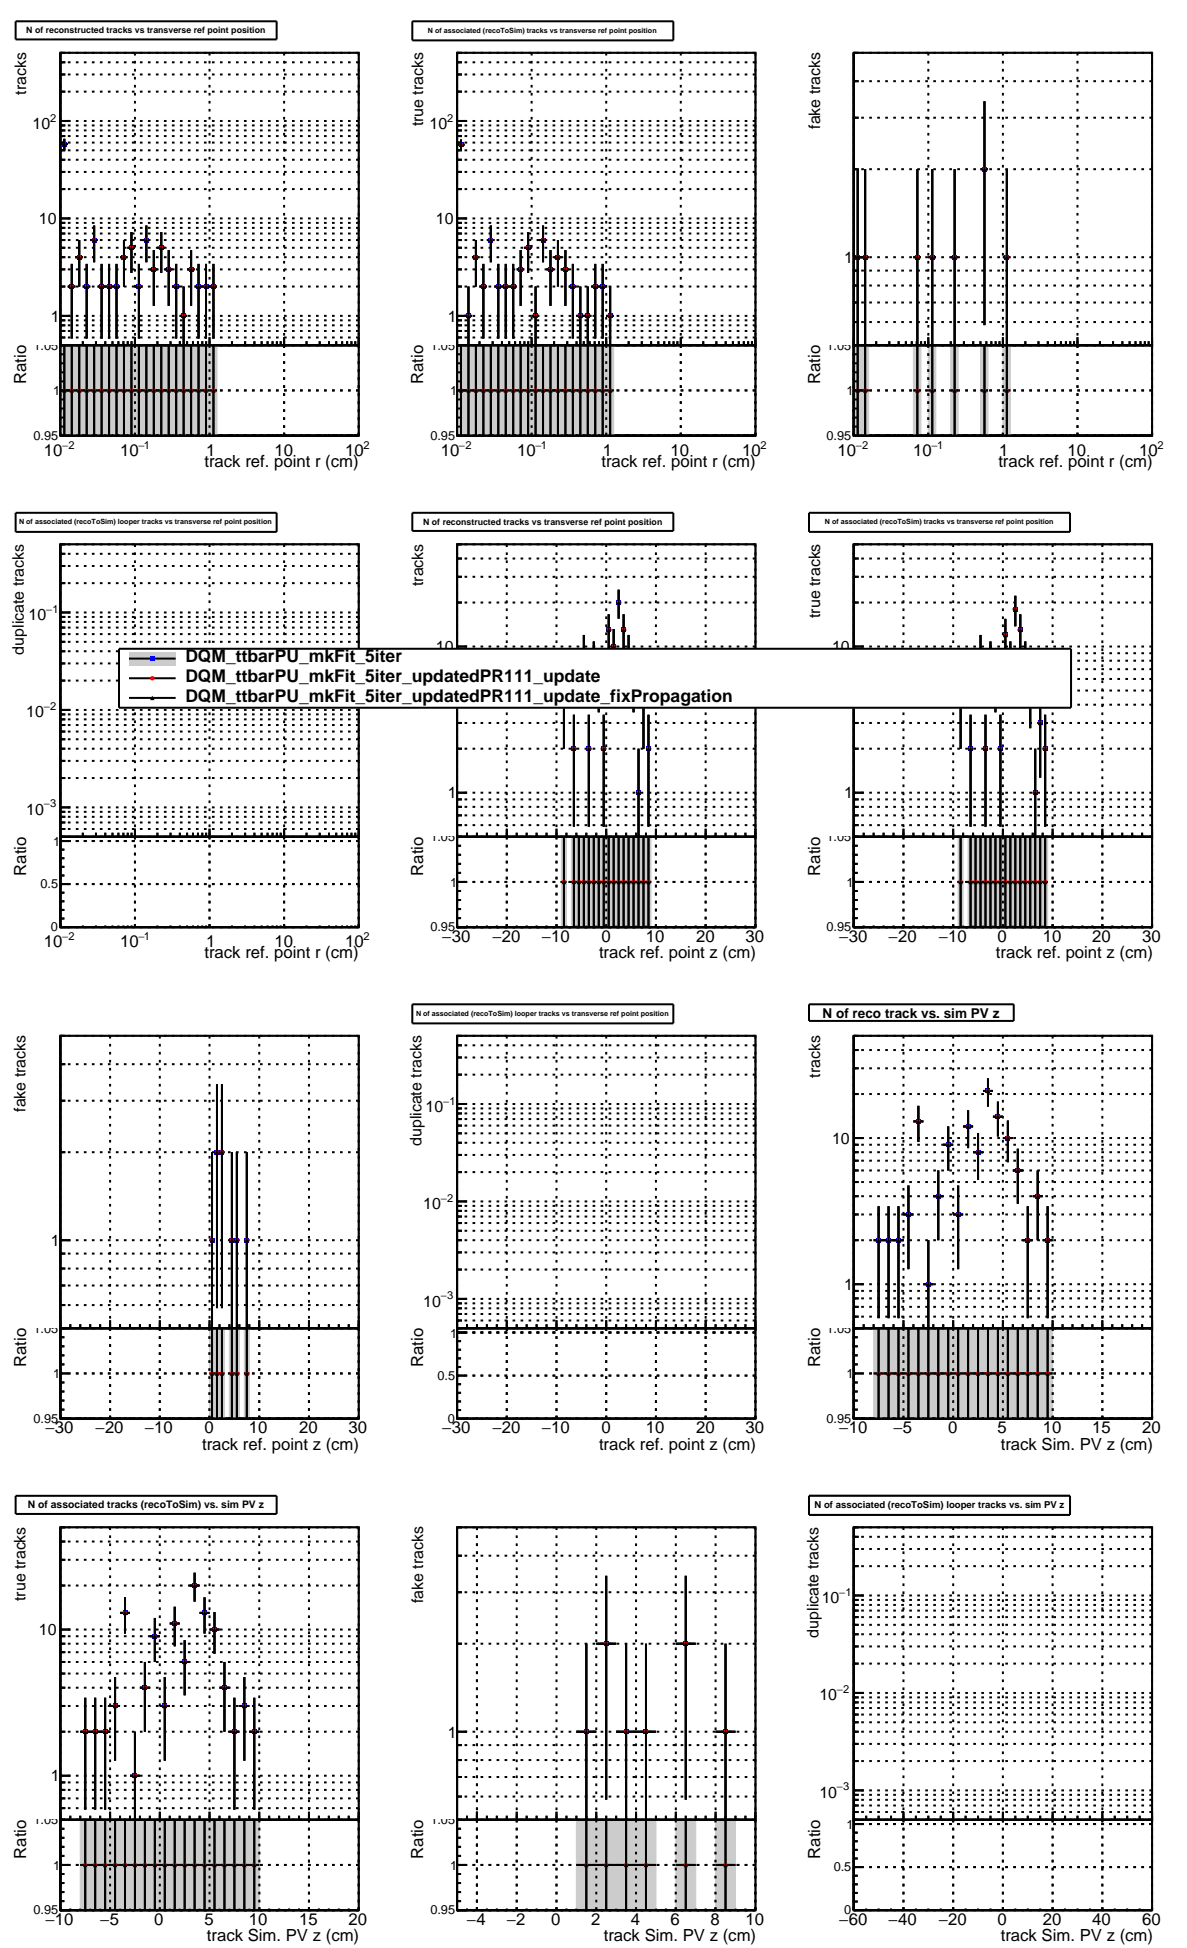 N of reconstructed tracks vs transverse ref point position
tracks
10²
10
1
Ratio
1.05
1
0.95
10⁻² 10⁻¹ 1 10 10²
track ref. point r (cm)
N of associated (recoToSim) tracks vs transverse ref point position
true tracks
10²
10
1
Ratio
1.05
1
0.95
10⁻² 10⁻¹ 1 10 10²
track ref. point r (cm)
fake tracks
1
Ratio
1.05
1
0.95
10⁻² 10⁻¹ 1 10 10²
track ref. point r (cm)
N of associated (recoToSim) looper tracks vs transverse ref point position
duplicate tracks
10⁻¹
10⁻²
10⁻³
Ratio
1
0.5
0
10⁻² 10⁻¹ 1 10 10²
track ref. point r (cm)
N of reconstructed tracks vs transverse ref point position
tracks
10
1
Ratio
1.05
1
0.95
−30 −20 −10 0 10 20 30
track ref. point z (cm)
N of associated (recoToSim) tracks vs transverse ref point position
true tracks
10
1
Ratio
1.05
1
0.95
−30 −20 −10 0 10 20 30
track ref. point z (cm)
DQM_ttbarPU_mkFit_5iter
DQM_ttbarPU_mkFit_5iter_updatedPR111_update
DQM_ttbarPU_mkFit_5iter_updatedPR111_update_fixPropagation
fake tracks
1
Ratio
1.05
1
0.95
−30 −20 −10 0 10 20 30
track ref. point z (cm)
N of associated (recoToSim) looper tracks vs transverse ref point position
duplicate tracks
10⁻¹
10⁻²
10⁻³
Ratio
1
0.5
0
−30 −20 −10 0 10 20 30
track ref. point z (cm)
N of reco track vs. sim PV z
tracks
10
1
Ratio
1.05
1
0.95
−10 −5 0 5 10 15 20
track Sim. PV z (cm)
N of associated tracks (recoToSim) vs. sim PV z
true tracks
10
1
Ratio
1.05
1
0.95
−10 −5 0 5 10 15 20
track Sim. PV z (cm)
fake tracks
1
Ratio
1.05
1
0.95
−4 −2 0 2 4 6 8 10
track Sim. PV z (cm)
N of associated (recoToSim) looper tracks vs. sim PV z
duplicate tracks
10⁻¹
10⁻²
10⁻³
Ratio
1
0.5
0
−60 −40 −20 0 20 40 60
track Sim. PV z (cm)